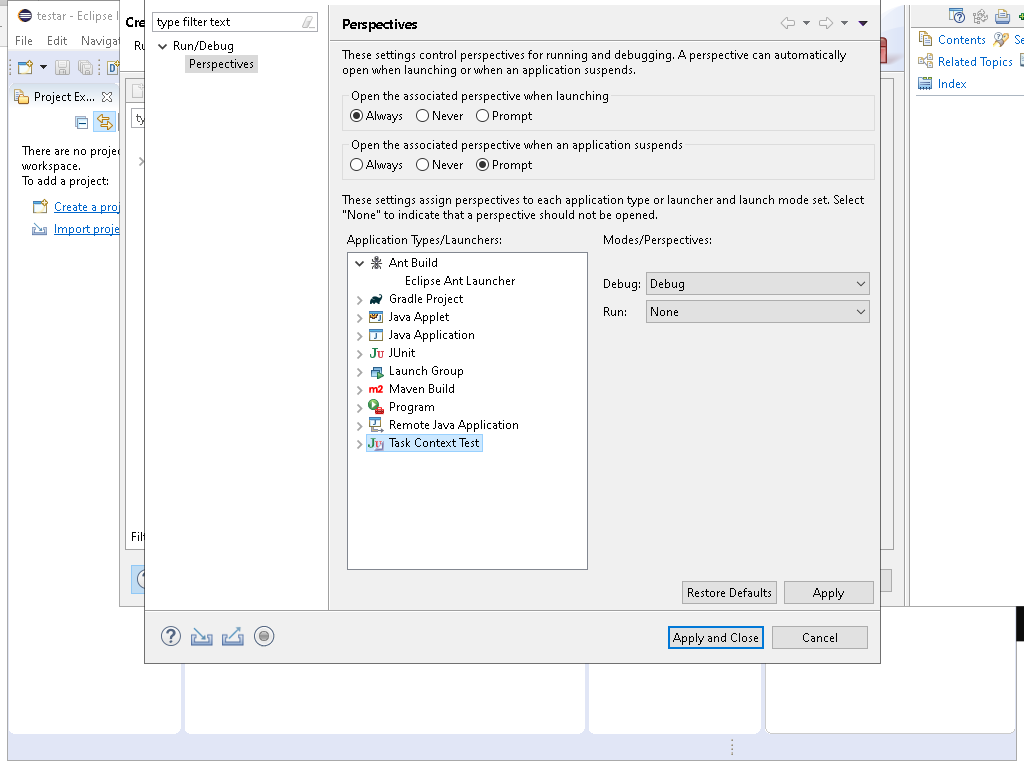 testar - Eclipse
File Edit Navigat
Project Ex...
There are no proje
workspace.
To add a project:
Create a proj
Import proje
Cre
Ru
ty
Filt
type filter text
Run/Debug
Perspectives
Perspectives
These settings control perspectives for running and debugging. A perspective can automatically
open when launching or when an application suspends.
Open the associated perspective when launching
Always Never Prompt
Open the associated perspective when an application suspends
Always Never Prompt
These settings assign perspectives to each application type or launcher and launch mode set. Select
"None" to indicate that a perspective should not be opened.
Application Types/Launchers:
Ant Build
Eclipse Ant Launcher
Gradle Project
Java Applet
Java Application
JUnit
Launch Group
Maven Build
Program
Remote Java Application
Task Context Test
Modes/Perspectives:
Debug: Debug
Run: None
Restore Defaults Apply
Apply and Close Cancel
Contents Se
Related Topics
Index